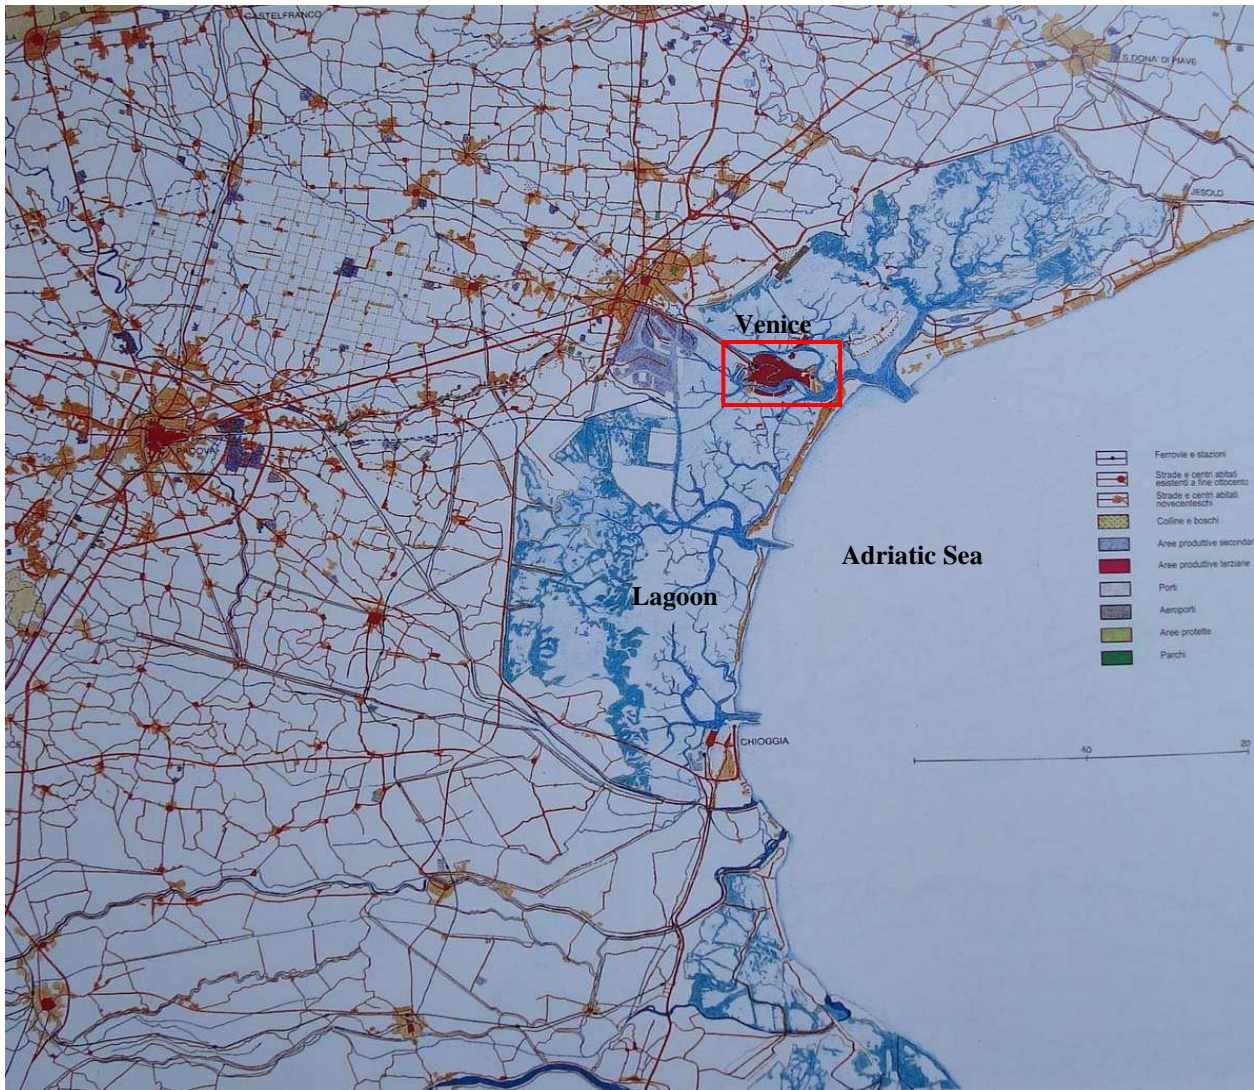 CASTELFRANCO
S. DONA' DI PIAVE
JESOLO
Venice
PADOVA
Ferrovie e stazioni
Strade e centri abitati
esistenti a fine ottocento
Strade e centri abitati
novecenteschi
Colline e boschi
Aree produttive secondar
Adriatic Sea
Aree produttive terziarie
Porti
Lagoon
Aeroporti
Aree protette
Parchi
CHIOGGIA
20